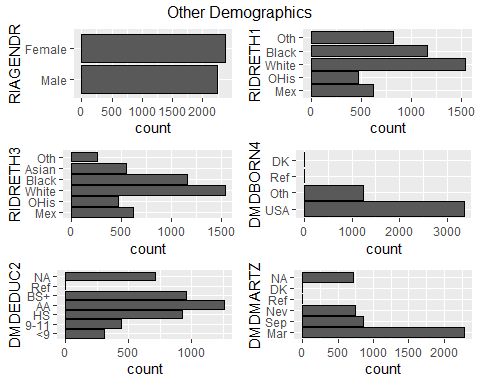 Other Demographics
RIAGENDR
Female
Male
0 500 1000 1500 2000
count
RIDRETH1
Oth
Black
White
OHis
Mex
0 500 1000 1500
count
RIDRETH3
Oth
Asian
Black
White
OHis
Mex
0 500 1000 1500
count
DMDBORN4
DK
Ref
Oth
USA
0 1000 2000 3000
count
DMDEDUC2
NA
Ref
BS+
AA
HS
9-11
<9
0 500 1000
count
DMDMARTZ
NA
DK
Ref
Nev
Sep
Mar
0 500 1000 1500 2000
count